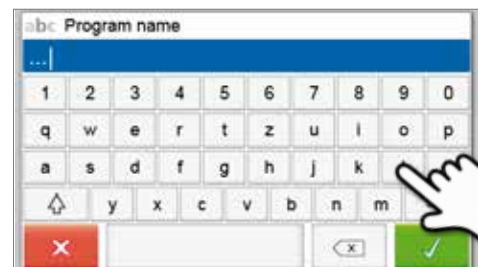 abc Program name
...
1 2 3 4 5 6 7 8 9 0
q w e r t z u i o p
a s d f g h j k
y x c v b n m